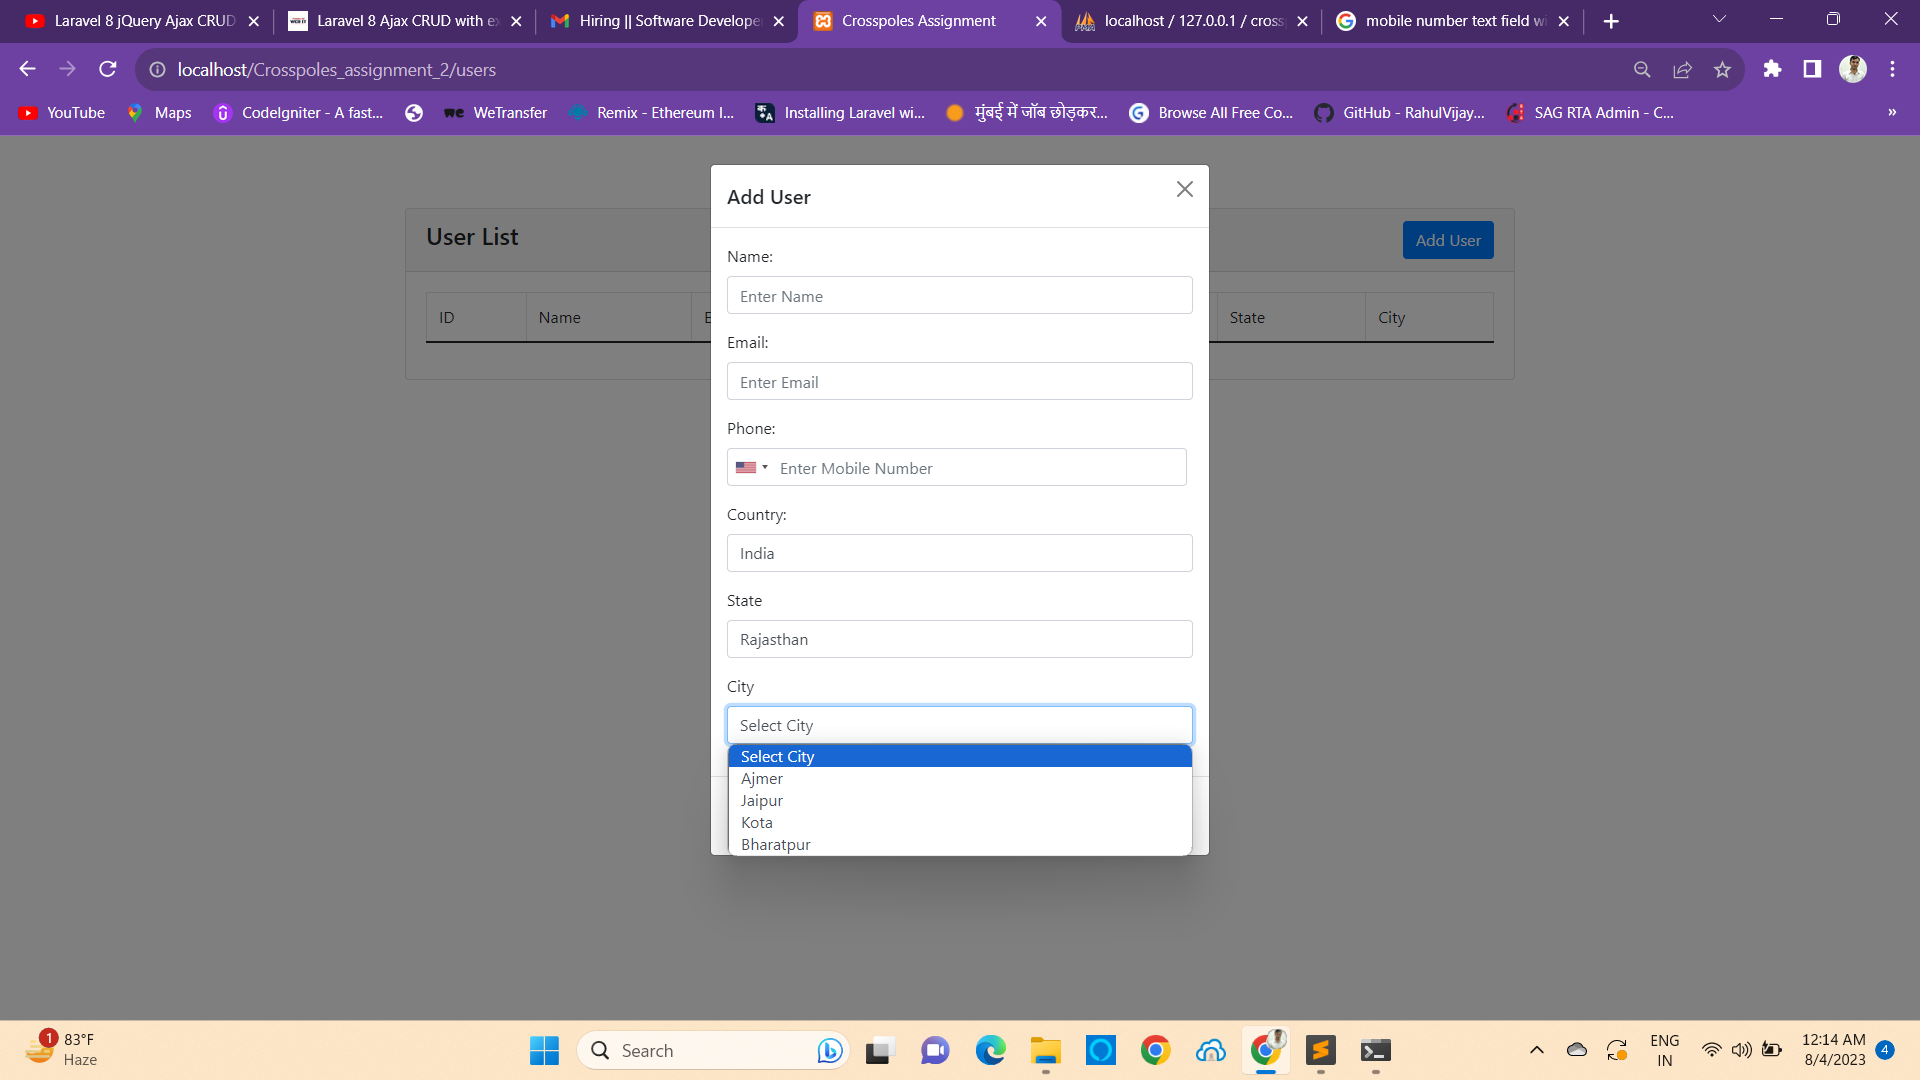 Laravel 8 jQuery Ajax CRUD
Laravel 8 Ajax CRUD with ex
Hiring || Software Develope
Crosspoles Assignment
localhost / 127.0.0.1 / cross
mobile number text field wi
localhost/Crosspoles_assignment_2/users
YouTube
Maps
CodeIgniter - A fast...
we WeTransfer
Remix - Ethereum I...
Installing Laravel wi...
मुंबई में जॉब छोड़कर...
Browse All Free Co...
GitHub - RahulVijay...
SAG RTA Admin - C...
»
User List
Add User
ID
Name
E
State
City
Add User
Name:
Enter Name
Email:
Enter Email
Phone:
Enter Mobile Number
Country:
India
State
Rajasthan
City
Select City
Select City
Ajmer
Jaipur
Kota
Bharatpur
1
83°F
Haze
Search
ENG
IN
12:14 AM
8/4/2023
4